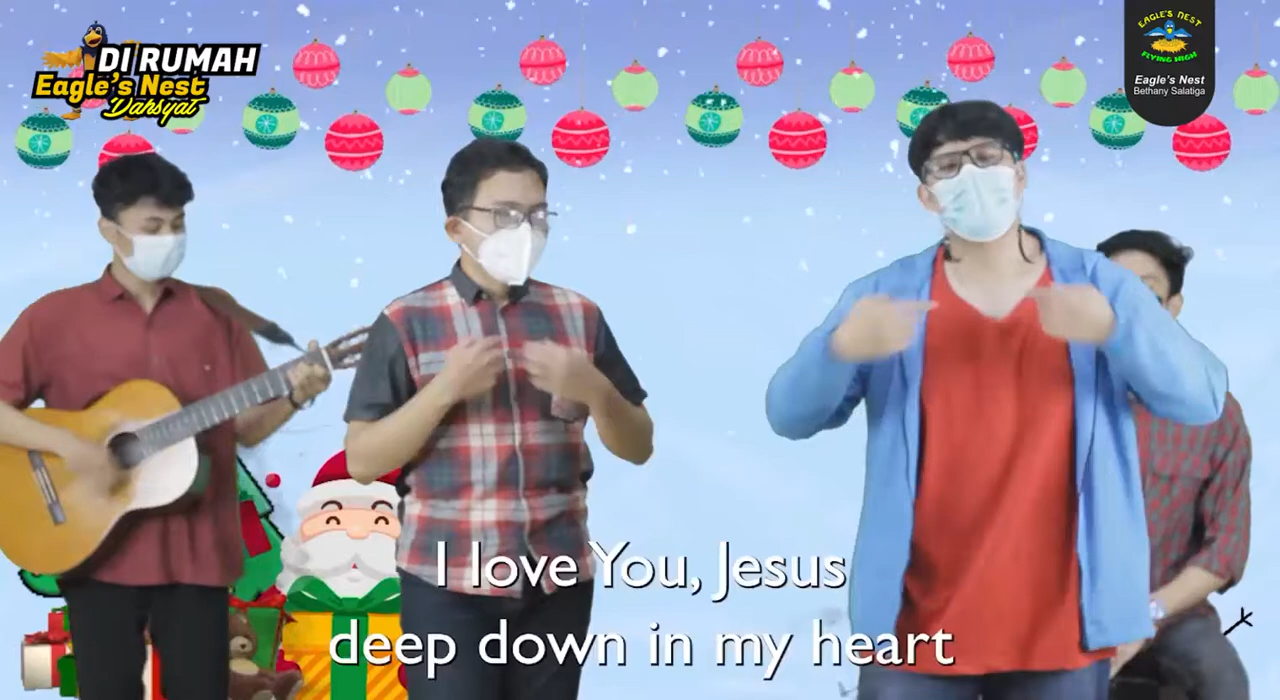 DI RUMAH
Eagle's Nest
Dahsyat
EAGLE'S NEST
FLYING HIGH
Eagle's Nest
Bethany Salatiga
I love You, Jesus
deep down in my heart